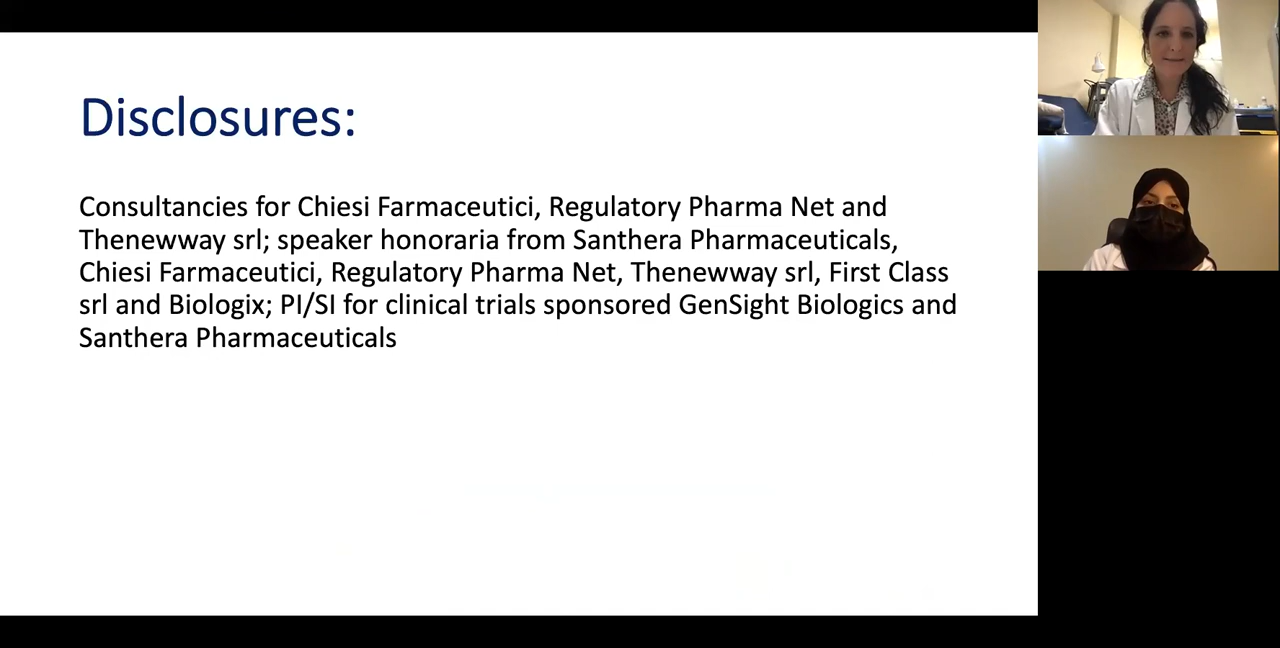 Disclosures:
Consultancies for Chiesi Farmaceutici, Regulatory Pharma Net and
Thenewway srl; speaker honoraria from Santhera Pharmaceuticals,
Chiesi Farmaceutici, Regulatory Pharma Net, Thenewway srl, First Class
srl and Biologix; PI/SI for clinical trials sponsored GenSight Biologics and
Santhera Pharmaceuticals